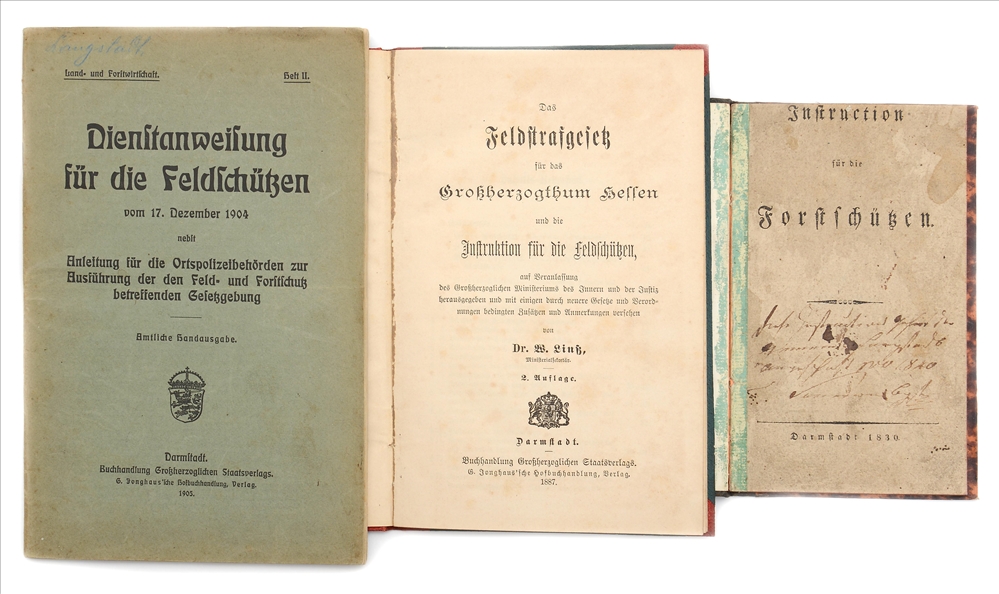 Land- und Forstwirtschaft.
Heft II.
Dienstanweisung
für die Feldschützen
vom 17. Dezember 1904
nebst
Anleitung für die Ortspolizeibehörden zur
Ausführung der den Feld- und Forstschutz
betreffenden Gesetzgebung
Amtliche Handausgabe.
Darmstadt.
Buchhandlung Großherzoglichen Staatsverlags.
G. Jonghaus'sche Hofbuchhandlung, Verlag.
1905.
Das
Feldstrafgesetz
für das
Großherzogthum Hessen
und die
Instruktion für die Feldschützen,
auf Veranlassung
des Großherzoglichen Ministeriums des Innern und der Justiz
herausgegeben und mit einigen durch neuere Gesetze und Verord-
nungen bedingten Zusätzen und Anmerkungen versehen
von
Dr. W. Linß,
Ministerialsekretär.
2. Auflage.
Darmstadt.
Buchhandlung Großherzoglichen Staatsverlags.
G. Jonghaus'sche Hofbuchhandlung, Verlag.
1887.
Instruction
für die
Forstschützen.
Darmstadt 1830